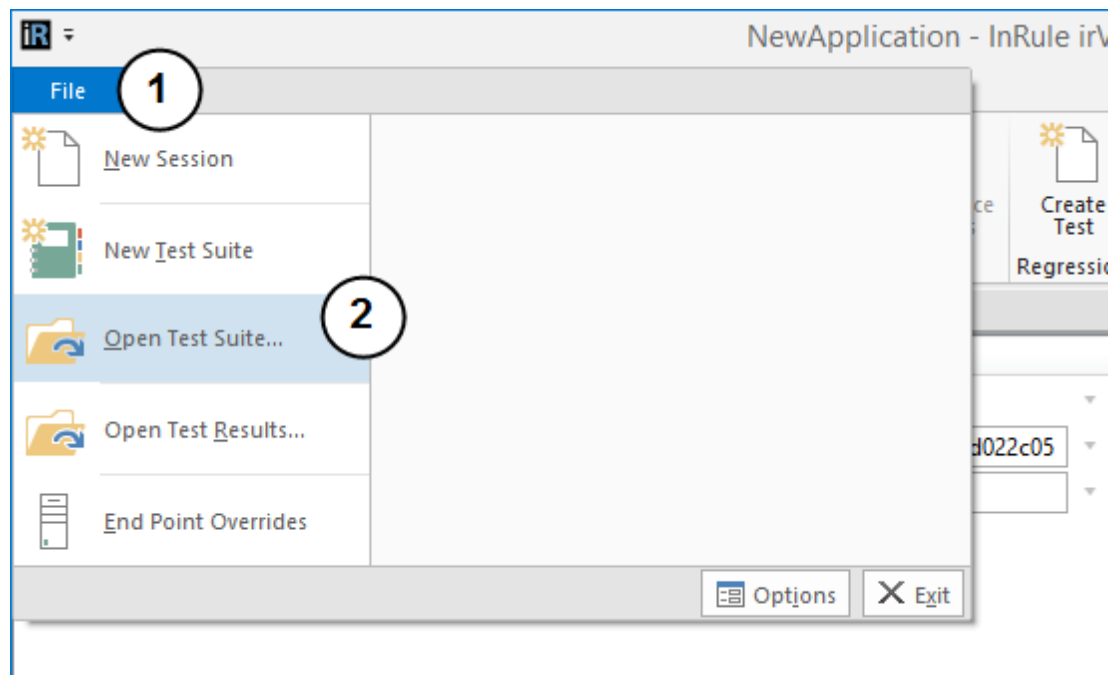 iR
NewApplication - InRule irV
File
1
New Session
New Test Suite
2
Open Test Suite...
Open Test Results...
End Point Overrides
ce
Create
Test
Regressio
d022c05
Options
Exit